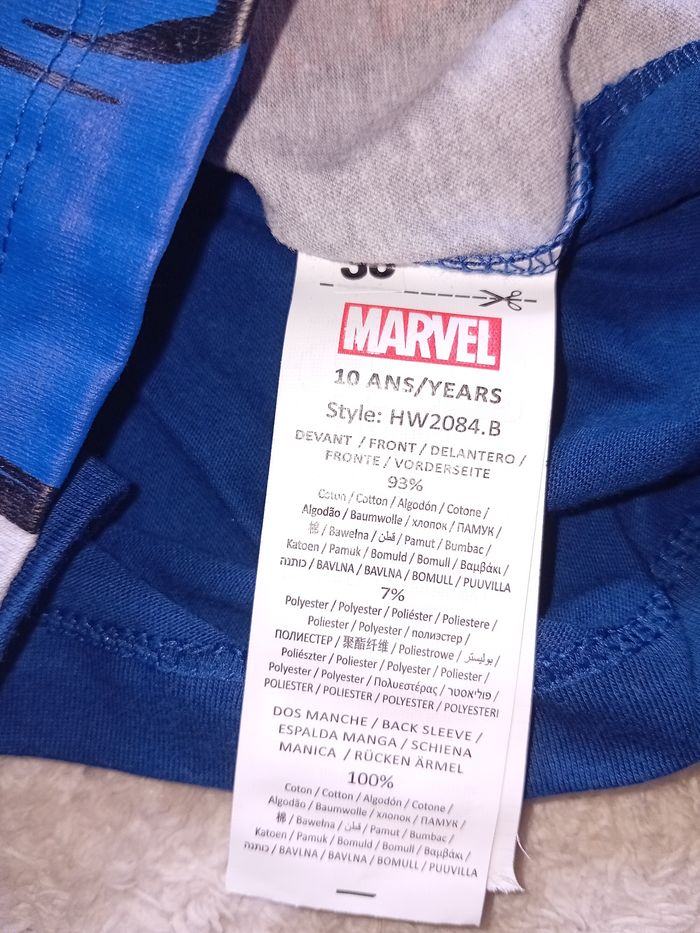 MARVEL
10 ANS/YEARS
Style: HW2084.B
DEVANT / FRONT / DELANTERO /
FRONTE / VORDERSEITE
93%
Coton / Cotton / Algodón / Cotone /
Algodão / Baumwolle / хлопок / ПАМУК /
棉 / Bawełna / قطن / Pamut / Bumbac /
Katoen / Pamuk / Bomuld / Bomull / Βαμβάκι /
כותנה / BAVLNA / BAVLNA / BOMULL / PUUVILLA
7%
Polyester / Polyester / Poliéster / Poliestere /
Poliester / Polyester / полиэстер /
ПОЛИЕСТЕР / 聚酯纤维 / Poliestrowe / بوليستر /
Poliészter / Poliester / Polyester / Poliester /
Polyester / Polyester / Πολυεστέρας / פוליאסטר /
POLIESTER / POLIESTER / POLYESTER / POLYESTERI
DOS MANCHE / BACK SLEEVE /
ESPALDA MANGA / SCHIENA
MANICA / RÜCKEN ÄRMEL
100%
Coton / Cotton / Algodón / Cotone /
Algodão / Baumwolle / хлопок / ПАМУК /
棉 / Bawełna / قطن / Pamut / Bumbac /
Katoen / Pamuk / Bomuld / Bomull / Βαμβάκι /
כותנה / BAVLNA / BAVLNA / BOMULL / PUUVILLA